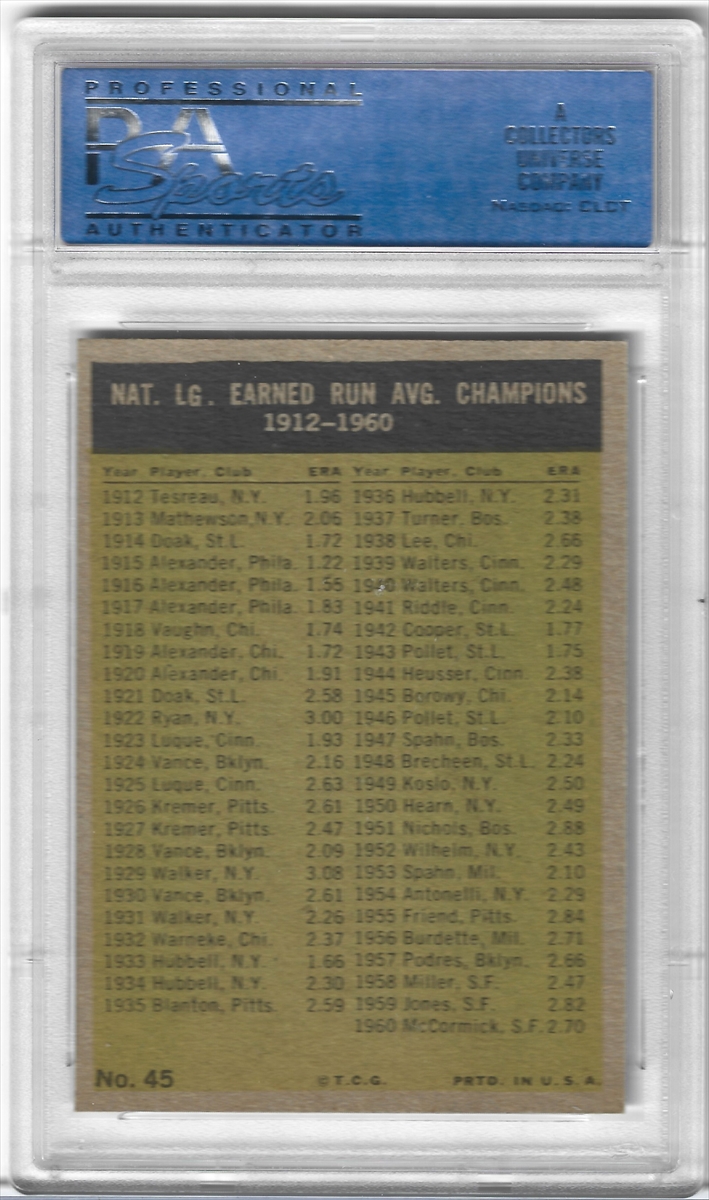 PROFESSIONAL
PSA
Sports
AUTHENTICATOR
A
COLLECTORS
UNIVERSE
COMPANY
NASDAQ: CLCT
NAT. LG. EARNED RUN AVG. CHAMPIONS
1912–1960
Year Player, Club ERA Year Player, Club ERA
1912 Tesreau, N.Y. 1.96 1936 Hubbell, N.Y. 2.31
1913 Mathewson, N.Y. 2.06 1937 Turner, Bos. 2.38
1914 Doak, St.L. 1.72 1938 Lee, Chi. 2.66
1915 Alexander, Phila. 1.22 1939 Walters, Cinn. 2.29
1916 Alexander, Phila. 1.55 1940 Walters, Cinn. 2.48
1917 Alexander, Phila. 1.83 1941 Riddle, Cinn. 2.24
1918 Vaughn, Chi. 1.74 1942 Cooper, St.L. 1.77
1919 Alexander, Chi. 1.72 1943 Pollet, St.L. 1.75
1920 Alexander, Chi. 1.91 1944 Heusser, Cinn. 2.38
1921 Doak, St.L. 2.58 1945 Borowy, Chi. 2.14
1922 Ryan, N.Y. 3.00 1946 Pollet, St.L. 2.10
1923 Luque, Cinn. 1.93 1947 Spahn, Bos. 2.33
1924 Vance, Bklyn. 2.16 1948 Brecheen, St.L. 2.24
1925 Luque, Cinn. 2.63 1949 Koslo, N.Y. 2.50
1926 Kremer, Pitts. 2.61 1950 Hearn, N.Y. 2.49
1927 Kremer, Pitts. 2.47 1951 Nichols, Bos. 2.88
1928 Vance, Bklyn. 2.09 1952 Wilhelm, N.Y. 2.43
1929 Walker, N.Y. 3.08 1953 Spahn, Mil. 2.10
1930 Vance, Bklyn. 2.61 1954 Antonelli, N.Y. 2.29
1931 Walker, N.Y. 2.26 1955 Friend, Pitts. 2.84
1932 Warneke, Chi. 2.37 1956 Burdette, Mil. 2.71
1933 Hubbell, N.Y. 1.66 1957 Podres, Bklyn. 2.66
1934 Hubbell, N.Y. 2.30 1958 Miller, S.F. 2.47
1935 Blanton, Pitts. 2.59 1959 Jones, S.F. 2.82
1960 McCormick, S.F. 2.70
No. 45 ©T.C.G. PRTD. IN U.S.A.